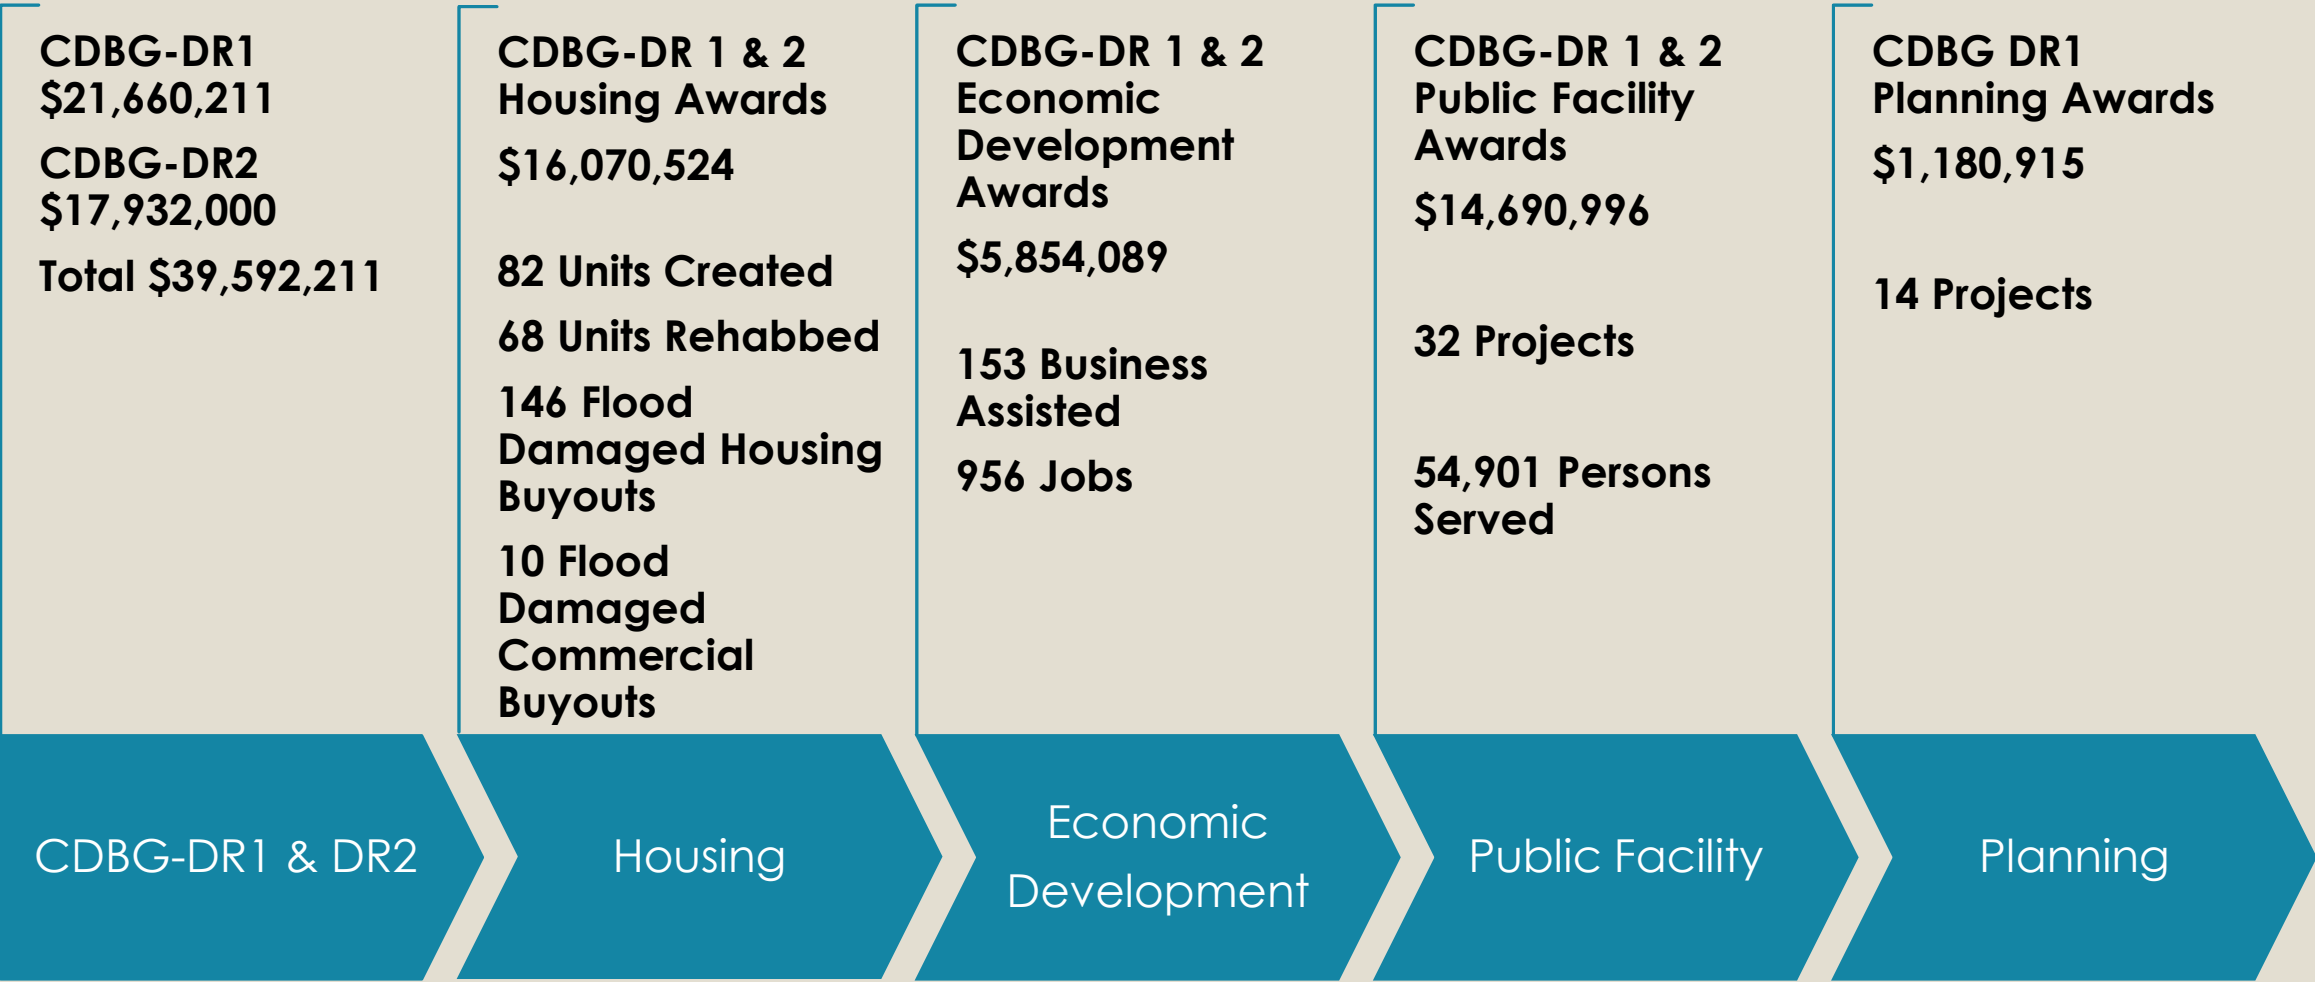 CDBG-DR1
$21,660,211
CDBG-DR2
$17,932,000
Total $39,592,211
CDBG-DR 1 & 2
Housing Awards
$16,070,524
82 Units Created
68 Units Rehabbed
146 Flood
Damaged Housing
Buyouts
10 Flood
Damaged
Commercial
Buyouts
CDBG-DR 1 & 2
Economic
Development
Awards
$5,854,089
153 Business
Assisted
956 Jobs
CDBG-DR 1 & 2
Public Facility
Awards
$14,690,996
32 Projects
54,901 Persons
Served
CDBG DR1
Planning Awards
$1,180,915
14 Projects
CDBG-DR1 & DR2
Housing
Economic
Development
Public Facility
Planning